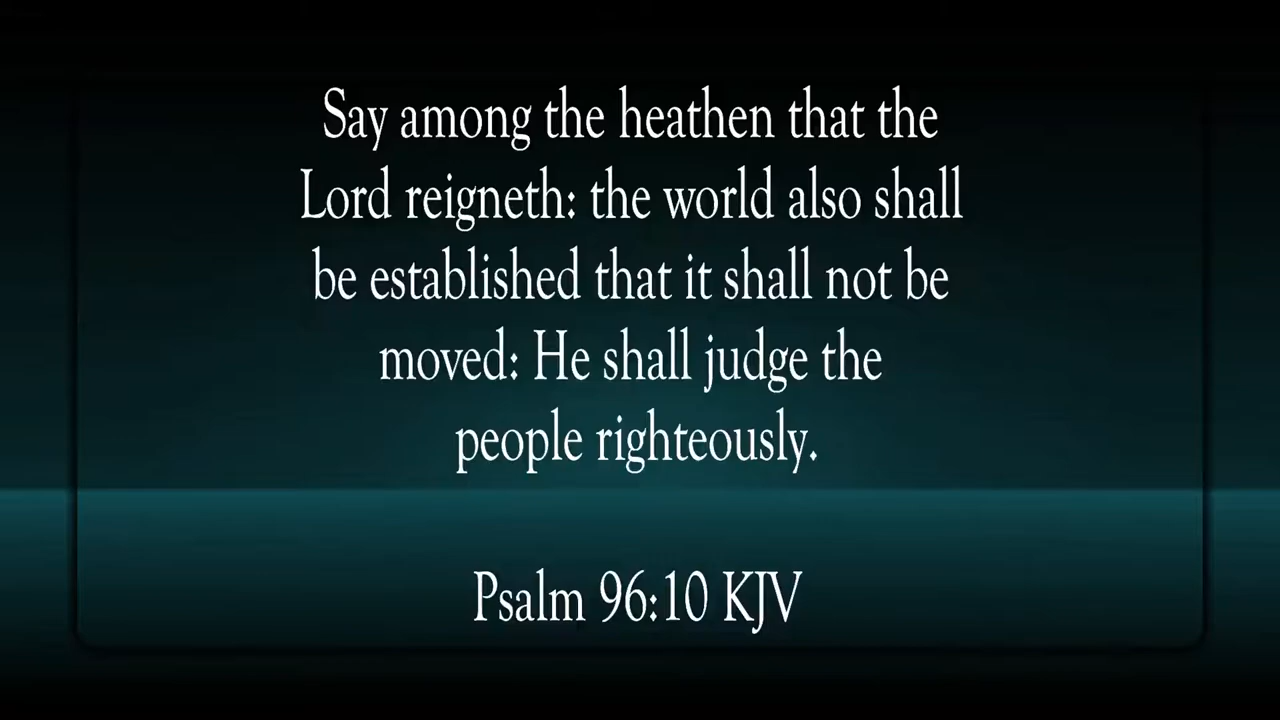 Say among the heathen that the
Lord reigneth: the world also shall
be established that it shall not be
moved: He shall judge the
people righteously.
Psalm 96:10 KJV